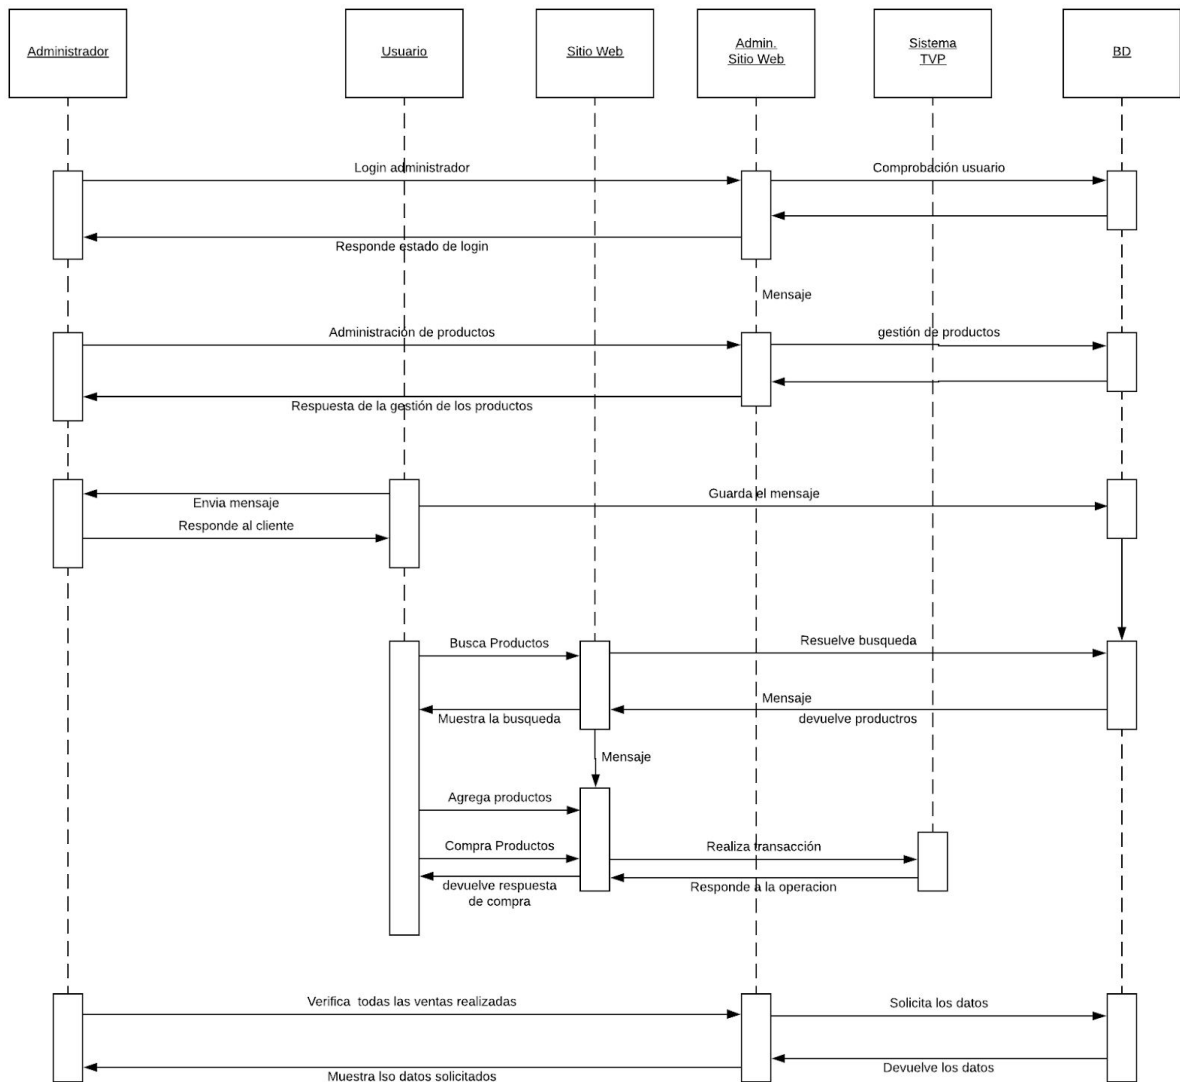 Administrador
Usuario
Sitio Web
Admin.
Sitio Web
Sistema
TVP
BD
Login administrador
Comprobación usuario
Responde estado de login
Mensaje
Administración de productos
gestión de productos
Respuesta de la gestión de los productos
Envia mensaje
Guarda el mensaje
Responde al cliente
Busca Productos
Resuelve busqueda
Mensaje
Muestra la busqueda
devuelve productros
Mensaje
Agrega productos
Compra Productos
Realiza transacción
devuelve respuesta
de compra
Responde a la operacion
Verifica todas las ventas realizadas
Solicita los datos
Devuelve los datos
Muestra lso datos solicitados